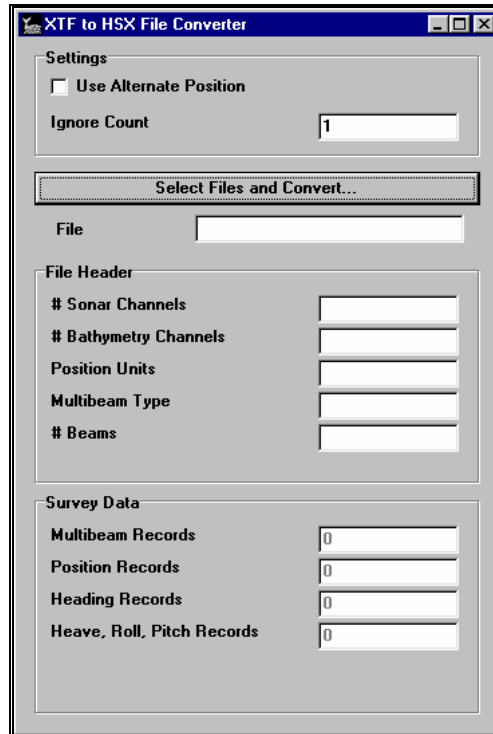 XTF to HSX File Converter
Settings
Use Alternate Position
Ignore Count 1
Select Files and Convert...
File
File Header
# Sonar Channels
# Bathymetry Channels
Position Units
Multibeam Type
# Beams
Survey Data
Multibeam Records 0
Position Records 0
Heading Records 0
Heave, Roll, Pitch Records 0